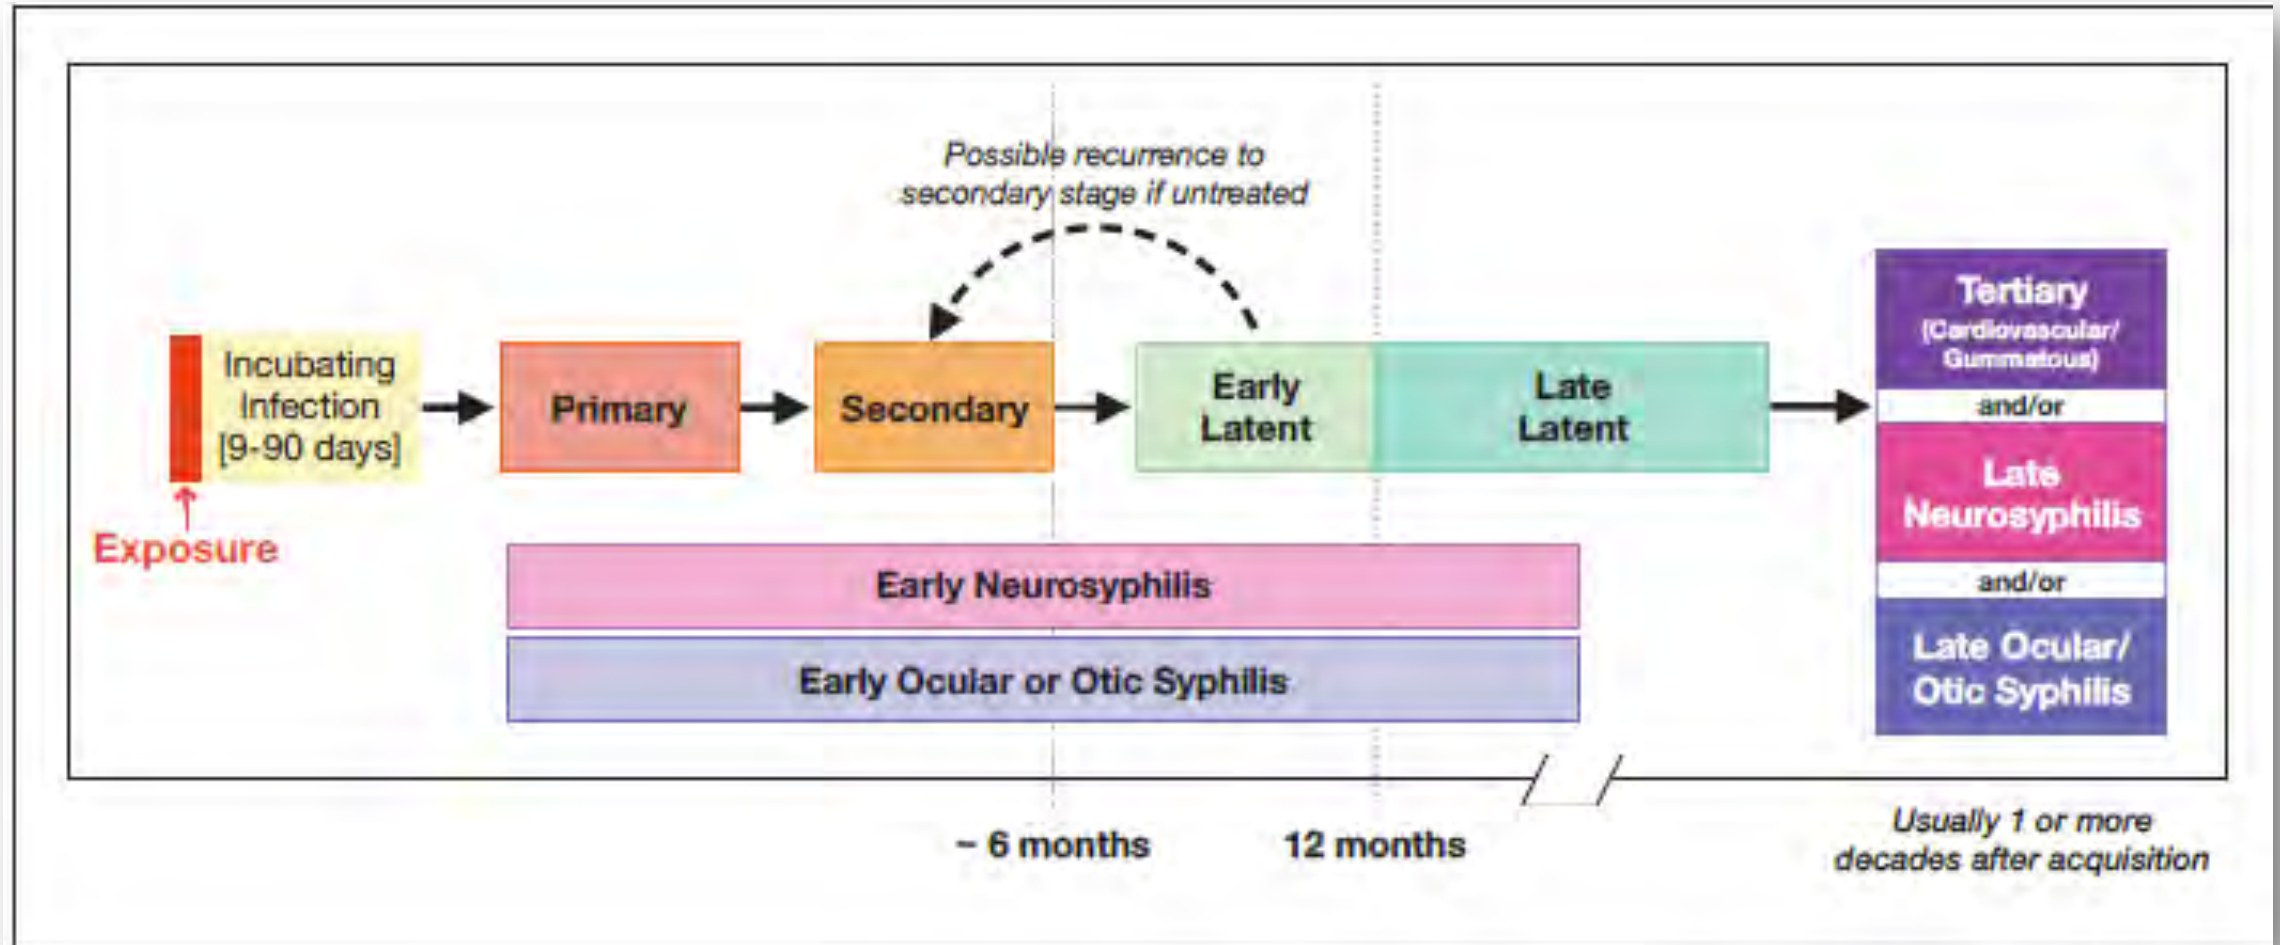 Possible recurrence to
secondary stage if untreated
Incubating
Infection
[9-90 days]
Exposure
Primary
Secondary
Early
Latent
Late
Latent
Tertiary
(Cardiovascular/
Gummatous)
and/or
Late
Neurosyphilis
and/or
Late Ocular/
Otic Syphilis
Early Neurosyphilis
Early Ocular or Otic Syphilis
~ 6 months
12 months
Usually 1 or more
decades after acquisition